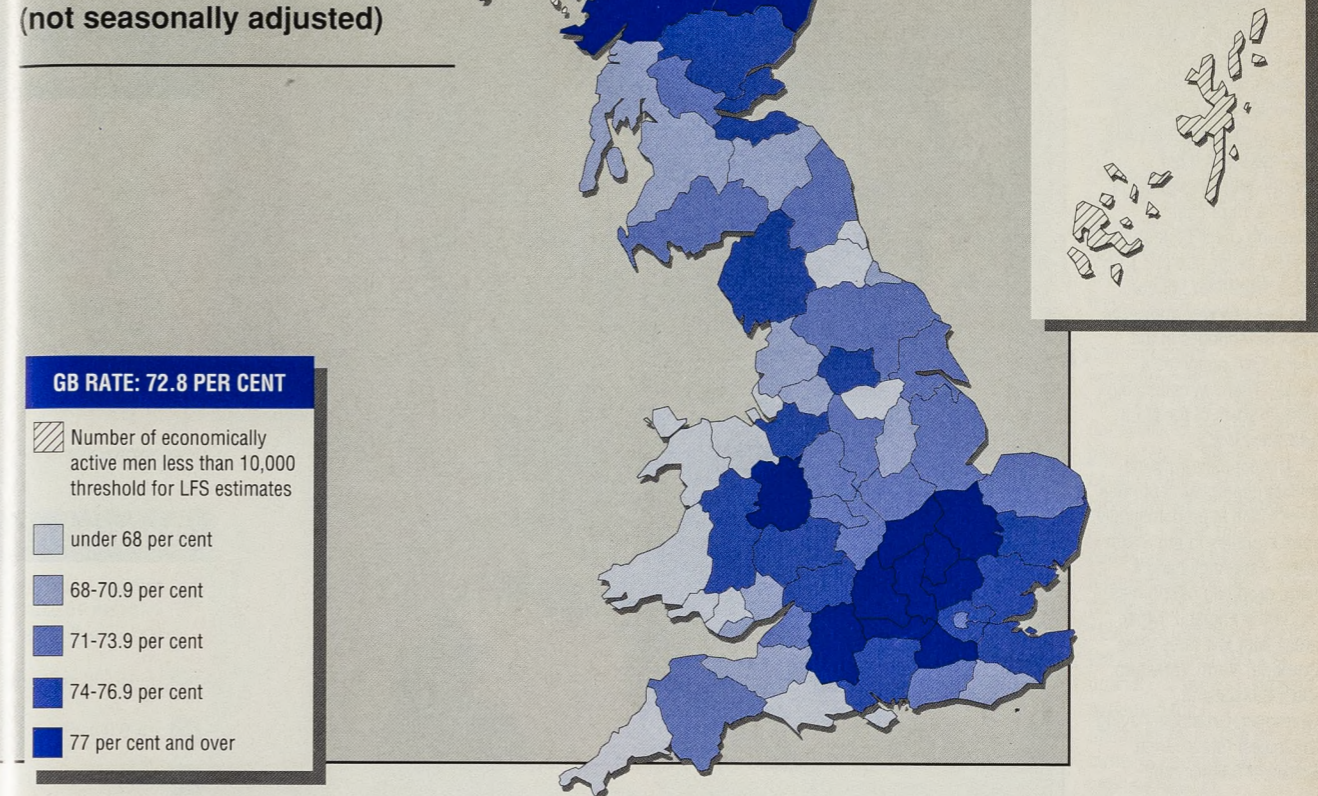 (not seasonally adjusted)
GB RATE: 72.8 PER CENT
Number of economically
active men less than 10,000
threshold for LFS estimates
under 68 per cent
68-70.9 per cent
71-73.9 per cent
74-76.9 per cent
77 per cent and over